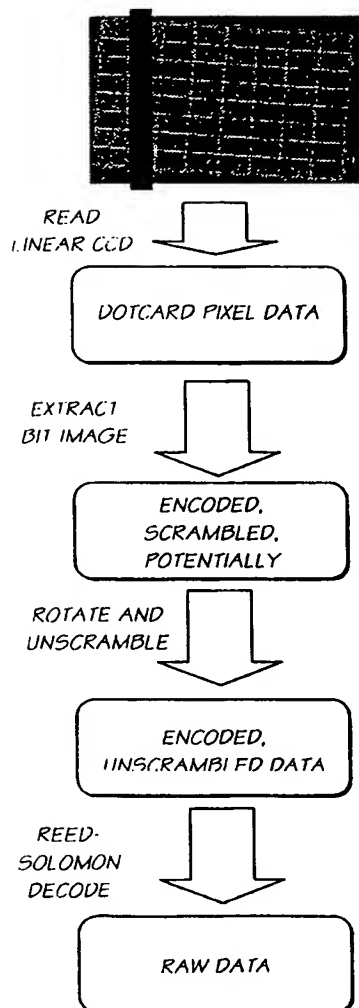 READ
LINEAR CCD
DOTCARD PIXEL DATA
EXTRACT
BIT IMAGE
ENCODED,
SCRAMBLED,
POTENTIALLY
ROTATE AND
UNSCRAMBLE
ENCODED,
UNSCRAMBLED DATA
REED-
SOLOMON
DECODE
RAW DATA